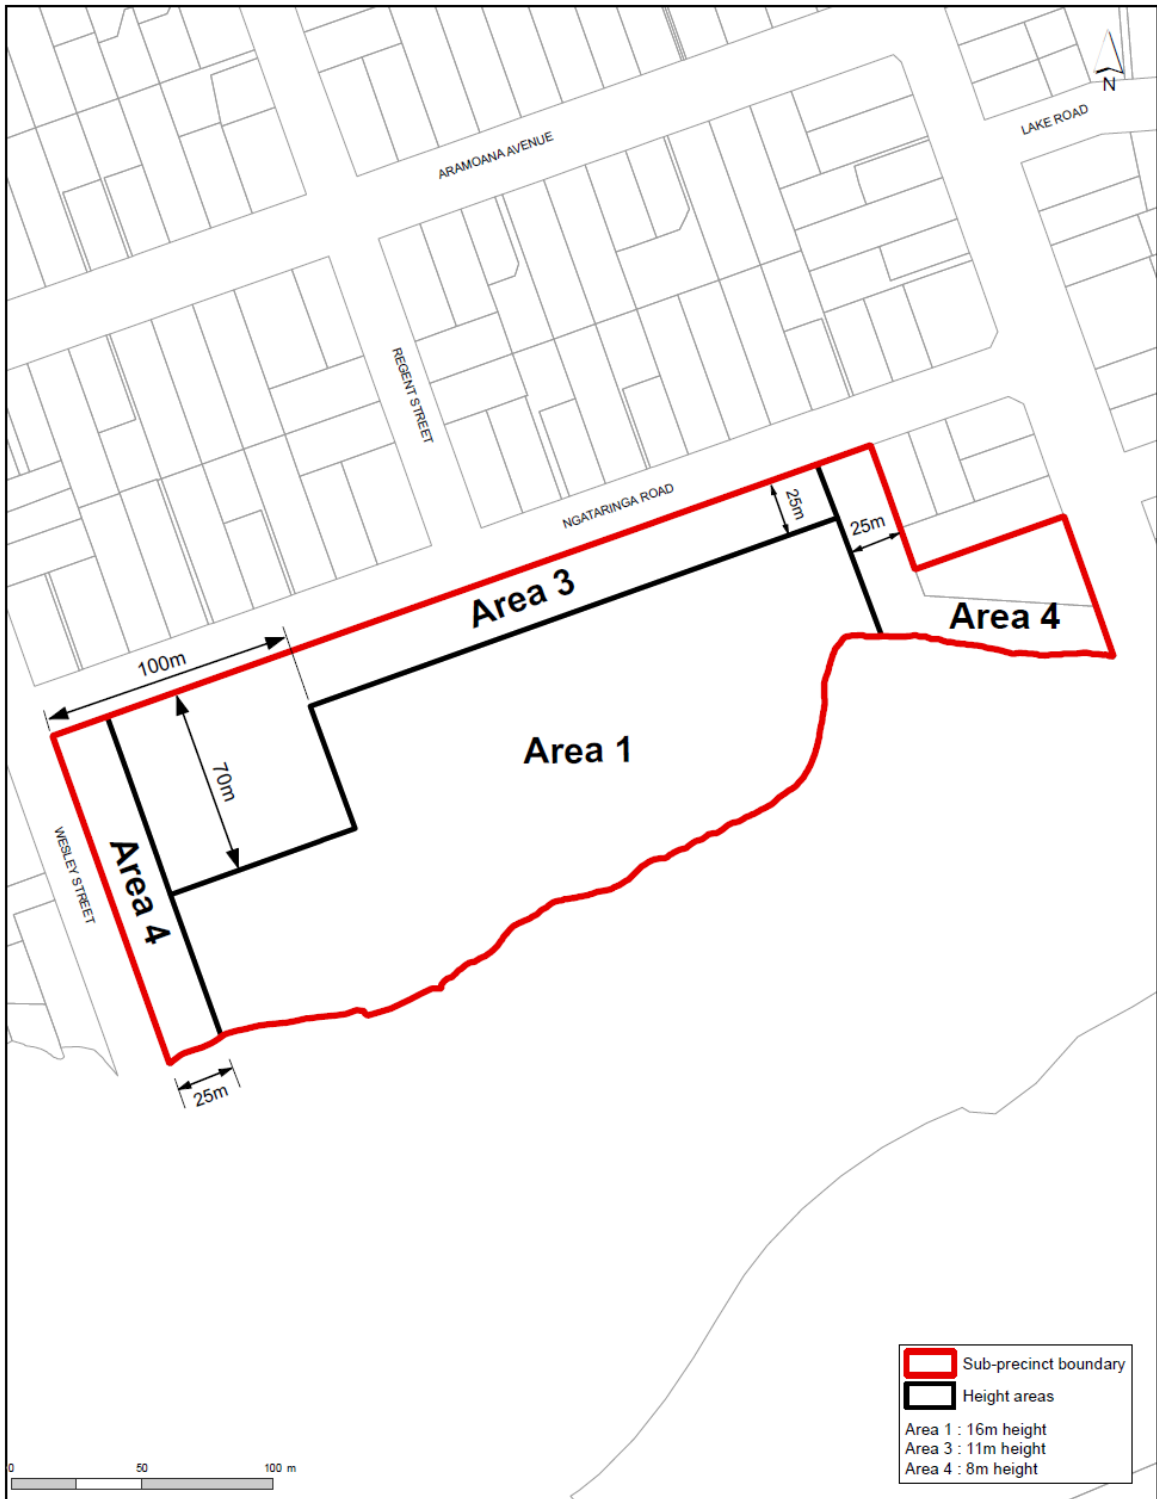 N
LAKE ROAD
ARAMOANA AVENUE
REGENT STREET
NGATARINGA ROAD
25m
25m
Area 3
Area 4
100m
70m
Area 1
WESLEY STREET
Area 4
25m
Sub-precinct boundary
Height areas
Area 1 : 16m height
Area 3 : 11m height
Area 4 : 8m height
0 50 100 m